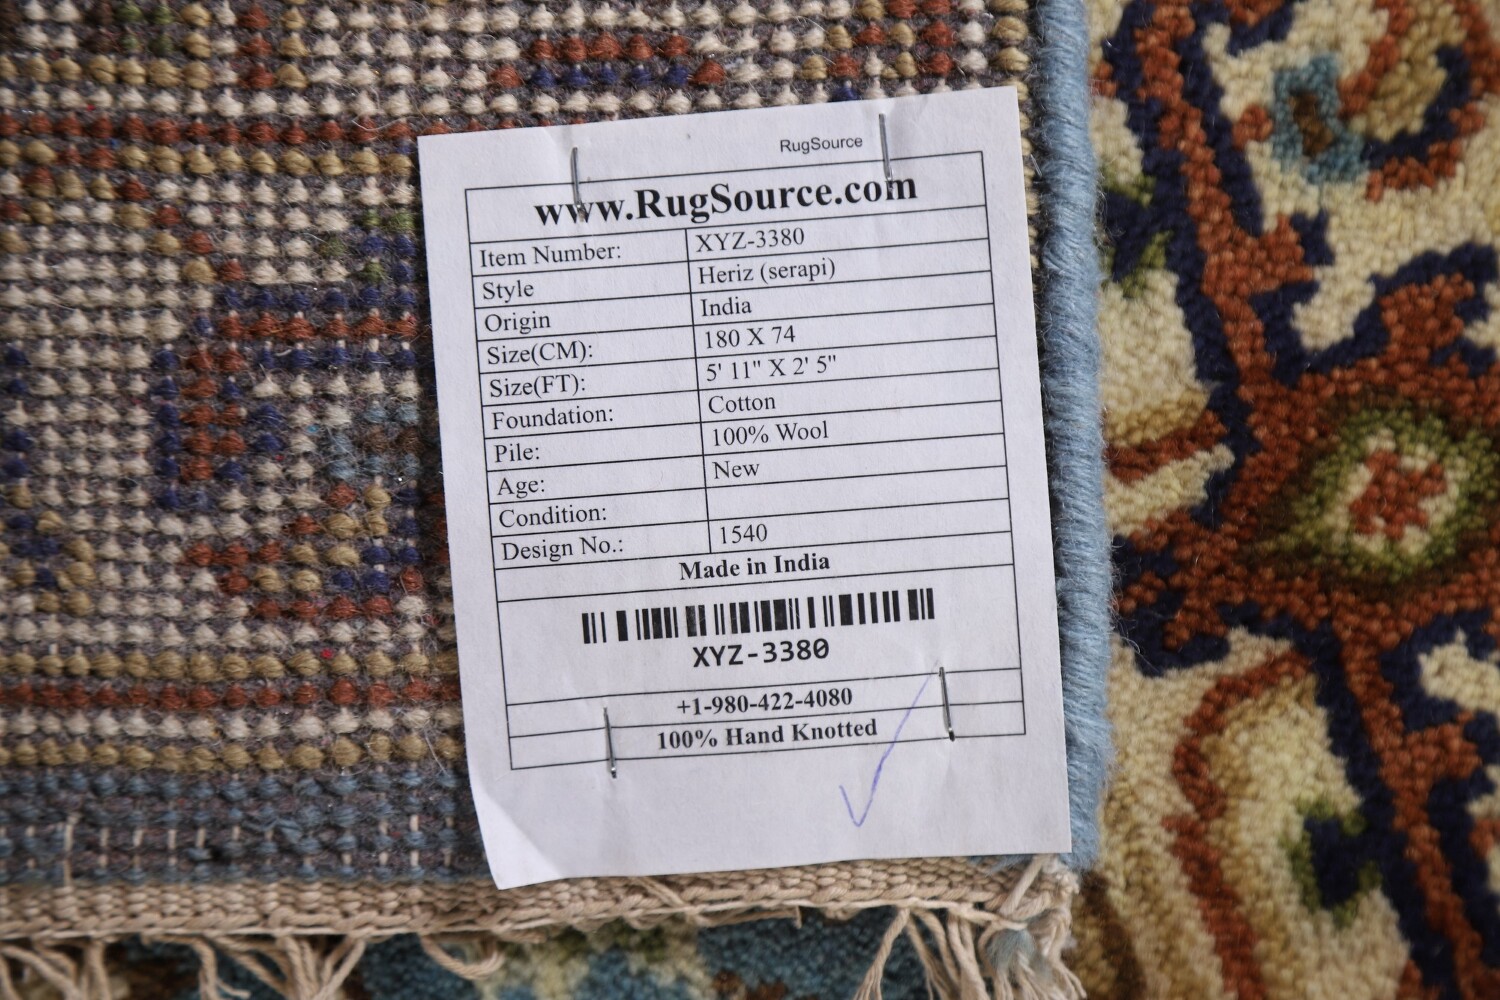 RugSource
www.RugSource.com
Item Number: XYZ-3380
Style Heriz (serapi)
Origin India
Size(CM): 180 X 74
Size(FT): 5' 11" X 2' 5"
Foundation: Cotton
Pile: 100% Wool
Age: New
Condition:
Design No.: 1540
Made in India
XYZ-3380
+1-980-422-4080
100% Hand Knotted